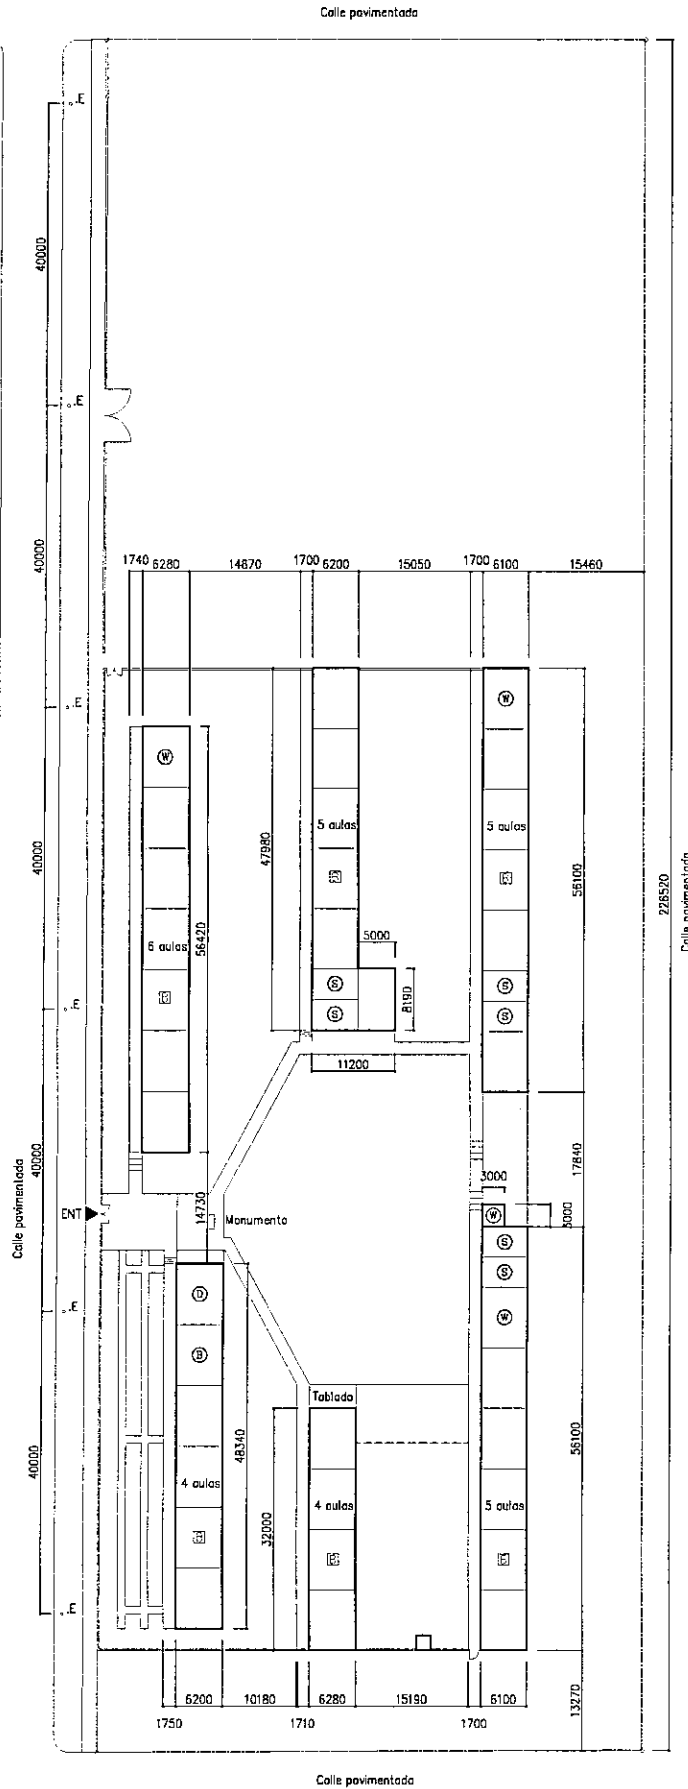 Calle pavimentada
E
40000
E
40000
1740 6280 14870 1700 6200 15050 1700 6100 15460
E
W
W
5 aulas
5 aulas
47980
56100
40000
226520
Calle pavimentada
6 aulas
56420
B
B
5000
B
S
S
8190
S
S
E
11200
40000
17840
3000
Calle pavimentada
ENT
14730
Monumento
W
3000
S
S
D
W
E
B
Tablado
40000
48340
56100
4 aulas
4 aulas
5 aulas
32000
B
B
B
E
6200 10180 6280 15190 6100
13270
1750 1710 1700
Calle pavimentada